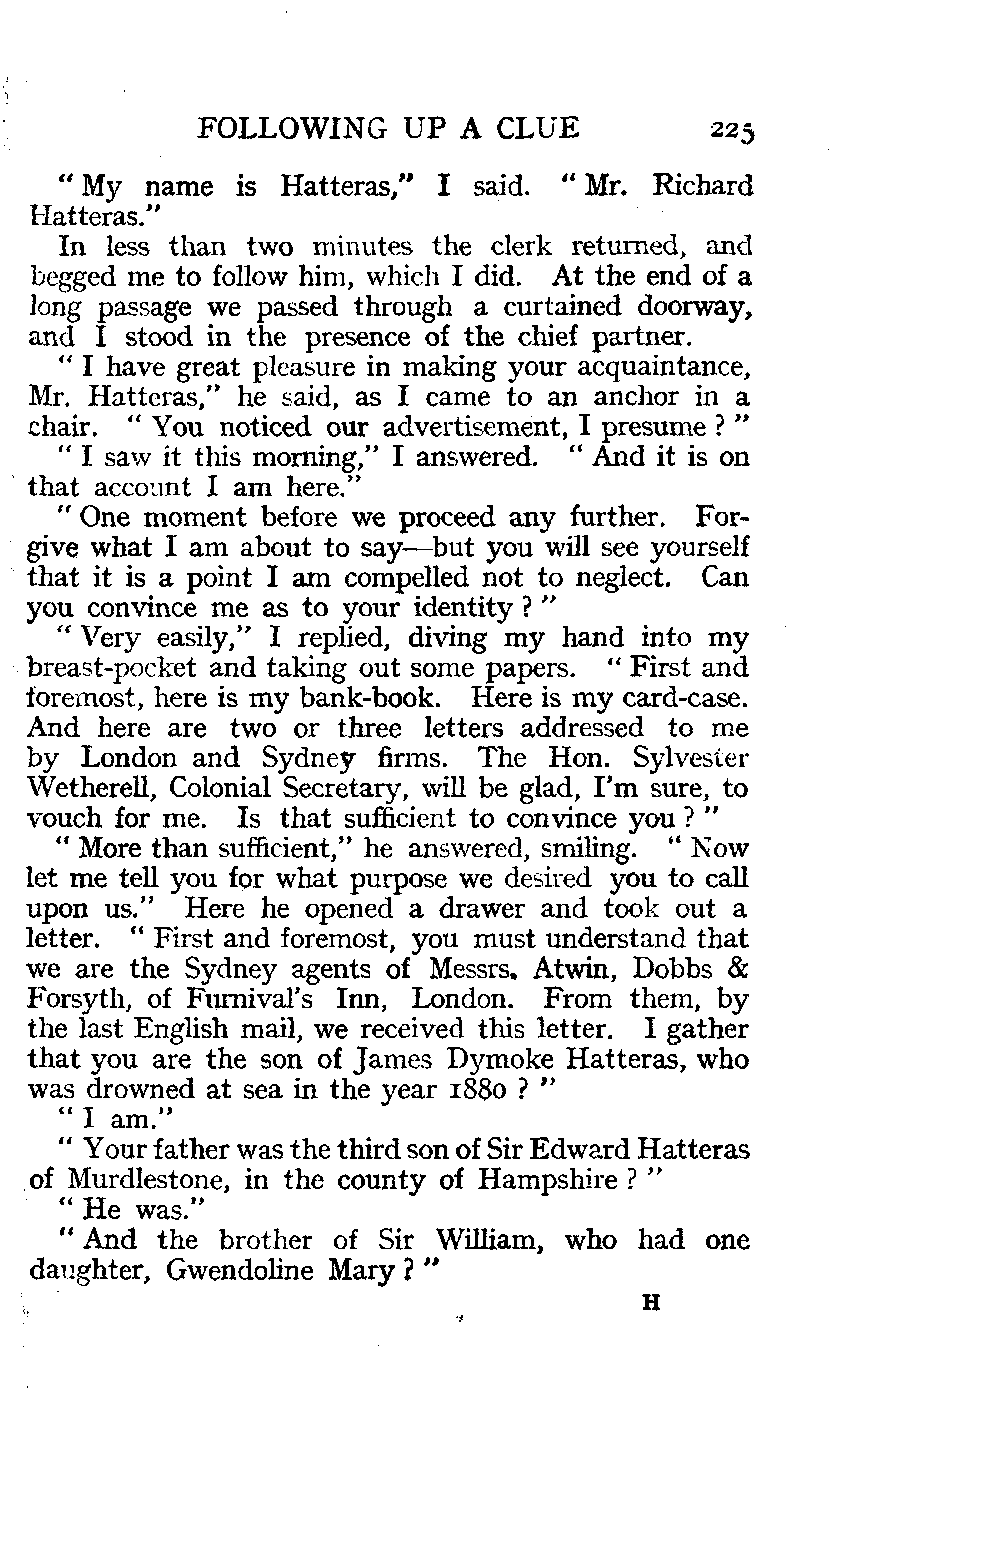 FOLLOWING UP A CLUE 225
" My name is Hatteras," I said. " Mr. Richard
Hatteras."
In less than two minutes the clerk returned, and
begged me to follow him, which I did. At the end of a
long passage we passed through a curtained doorway,
and I stood in the presence of the chief partner.
" I have great pleasure in making your acquaintance,
Mr. Hatteras," he said, as I came to an anchor in a
chair. " You noticed our advertisement, I presume ? "
" I saw it this morning," I answered. " And it is on
that account I am here."
" One moment before we proceed any further. For-
give what I am about to say—but you will see yourself
that it is a point I am compelled not to neglect. Can
you convince me as to your identity ? "
" Very easily," I replied, diving my hand into my
breast-pocket and taking out some papers. " First and
foremost, here is my bank-book. Here is my card-case.
And here are two or three letters addressed to me
by London and Sydney firms. The Hon. Sylvester
Wetherell, Colonial Secretary, will be glad, I'm sure, to
vouch for me. Is that sufficient to convince you ? "
" More than sufficient," he answered, smiling. " Now
let me tell you for what purpose we desired you to call
upon us." Here he opened a drawer and took out a
letter. " First and foremost, you must understand that
we are the Sydney agents of Messrs. Atwin, Dobbs &
Forsyth, of Furnival's Inn, London. From them, by
the last English mail, we received this letter. I gather
that you are the son of James Dymoke Hatteras, who
was drowned at sea in the year 1880 ? "
" I am."
" Your father was the third son of Sir Edward Hatteras
of Murdlestone, in the county of Hampshire ? "
" He was."
" And the brother of Sir William, who had one
daughter, Gwendoline Mary ? "
H